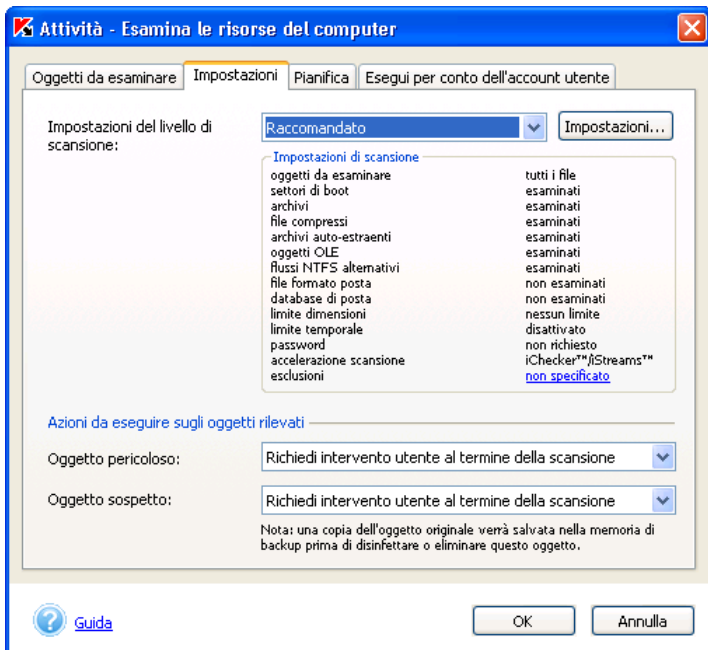 Attività - Esamina le risorse del computer
Oggetti da esaminare Impostazioni Pianifica Esegui per conto dell'account utente
Impostazioni del livello di scansione:
Raccomandato
Impostazioni...
Impostazioni di scansione
oggetti da esaminare tutti i file
settori di boot esaminati
archivi esaminati
file compressi esaminati
archivi auto-estraenti esaminati
oggetti OLE esaminati
flussi NTFS alternativi esaminati
file formato posta non esaminati
database di posta non esaminati
limite dimensioni nessun limite
limite temporale disattivato
password non richiesto
accelerazione scansione iChecker™/iStreams™
esclusioni non specificato
Azioni da eseguire sugli oggetti rilevati
Oggetto pericoloso: Richiedi intervento utente al termine della scansione
Oggetto sospetto: Richiedi intervento utente al termine della scansione
Nota: una copia dell'oggetto originale verrà salvata nella memoria di
backup prima di disinfettare o eliminare questo oggetto.
Guida
OK
Annulla